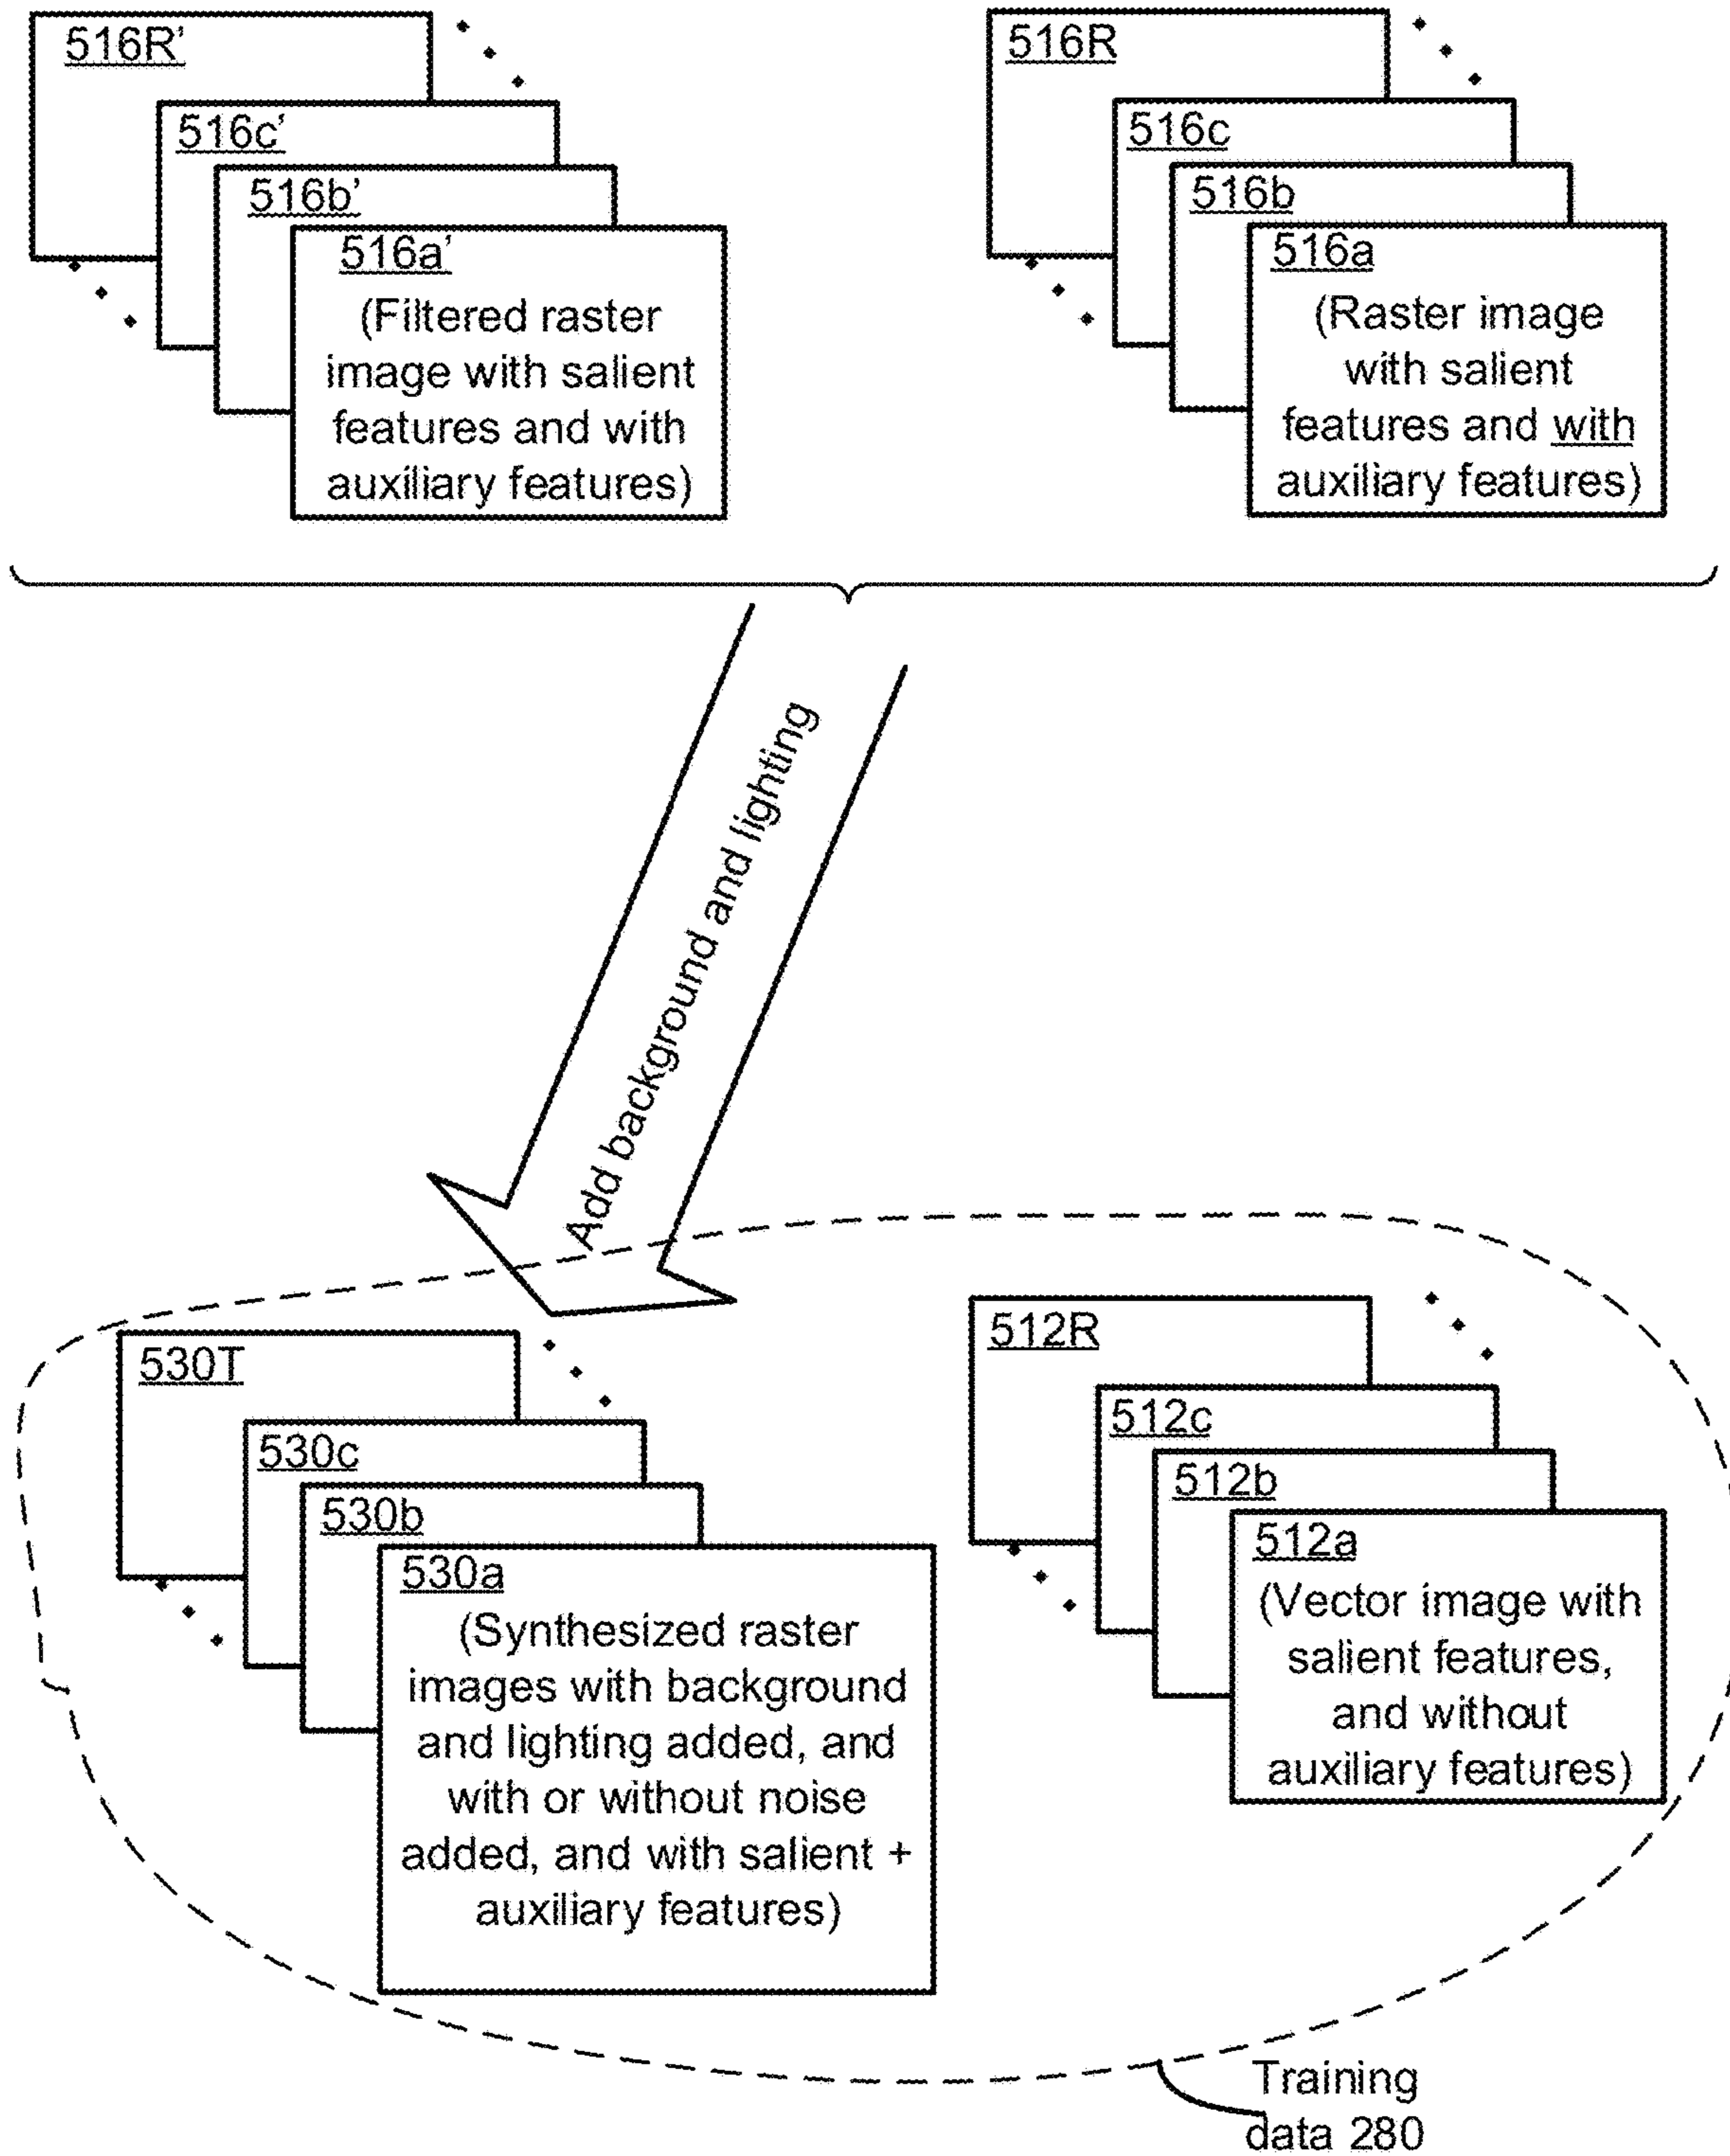 516R’
516c’
516b’
516a’
(Filtered raster
image with salient
features and with
auxiliary features)
516R
516c
516b
516a
(Raster image
with salient
features and with
auxiliary features)
Add background and lighting
530T
530c
530b
530a
(Synthesized raster
images with background
and lighting added, and
with or without noise
added, and with salient +
auxiliary features)
512R
512c
512b
512a
(Vector image with
salient features,
and without
auxiliary features)
Training
data 280